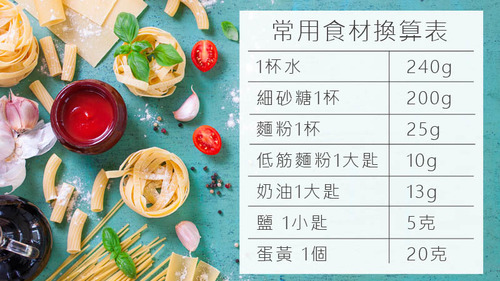 常用食材換算表
1杯水 240g
細砂糖1杯 200g
麵粉1杯 25g
低筋麵粉1大匙 10g
奶油1大匙 13g
鹽 1小匙 5克
蛋黃 1個 20克